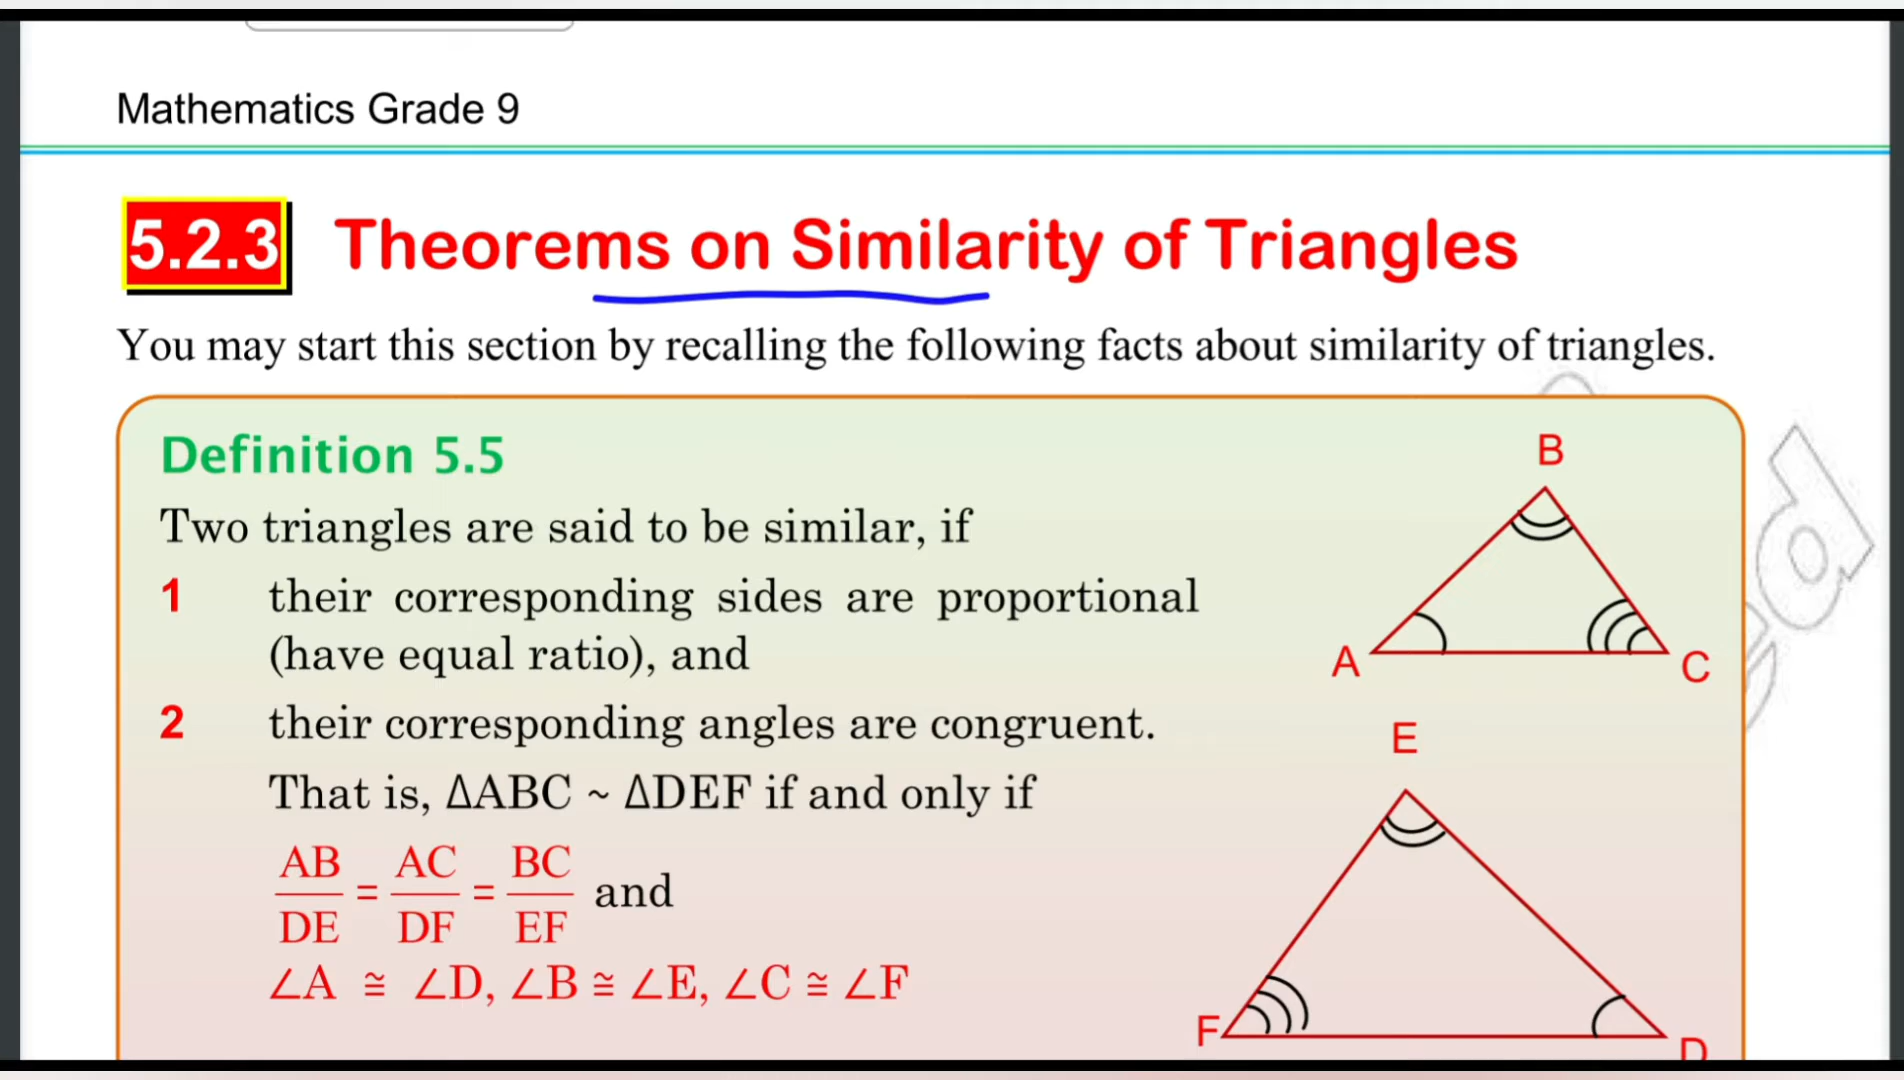 Mathematics Grade 9
5.2.3 Theorems on Similarity of Triangles
You may start this section by recalling the following facts about similarity of triangles.
Definition 5.5
Two triangles are said to be similar, if
1 their corresponding sides are proportional
(have equal ratio), and
2 their corresponding angles are congruent.
That is, ΔABC ~ ΔDEF if and only if
AB/DE = AC/DF = BC/EF and
∠A ≅ ∠D, ∠B ≅ ∠E, ∠C ≅ ∠F
B
A
C
E
F
D